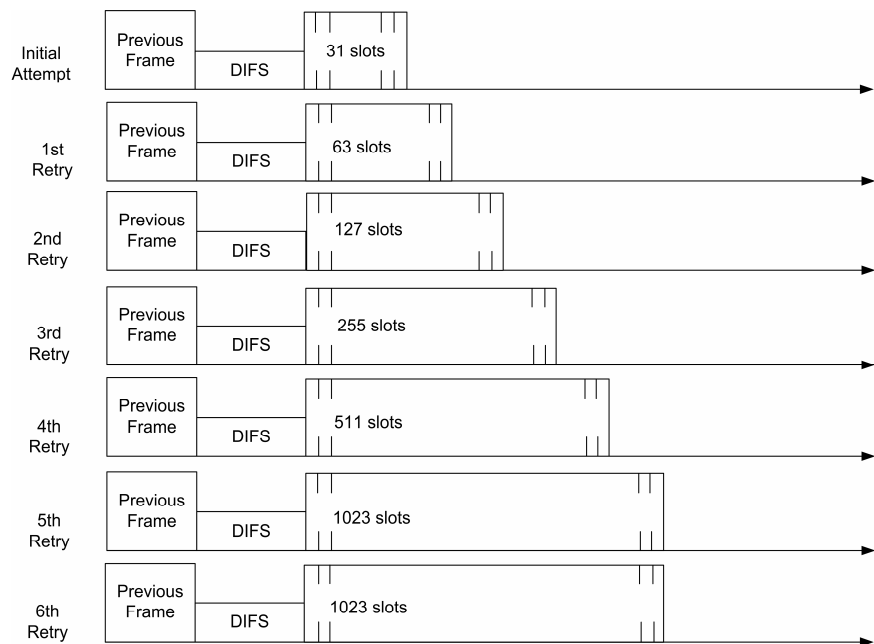 Initial
Attempt
Previous
Frame
DIFS
31 slots
1st
Retry
Previous
Frame
DIFS
63 slots
2nd
Retry
Previous
Frame
DIFS
127 slots
3rd
Retry
Previous
Frame
DIFS
255 slots
4th
Retry
Previous
Frame
DIFS
511 slots
5th
Retry
Previous
Frame
DIFS
1023 slots
6th
Retry
Previous
Frame
DIFS
1023 slots